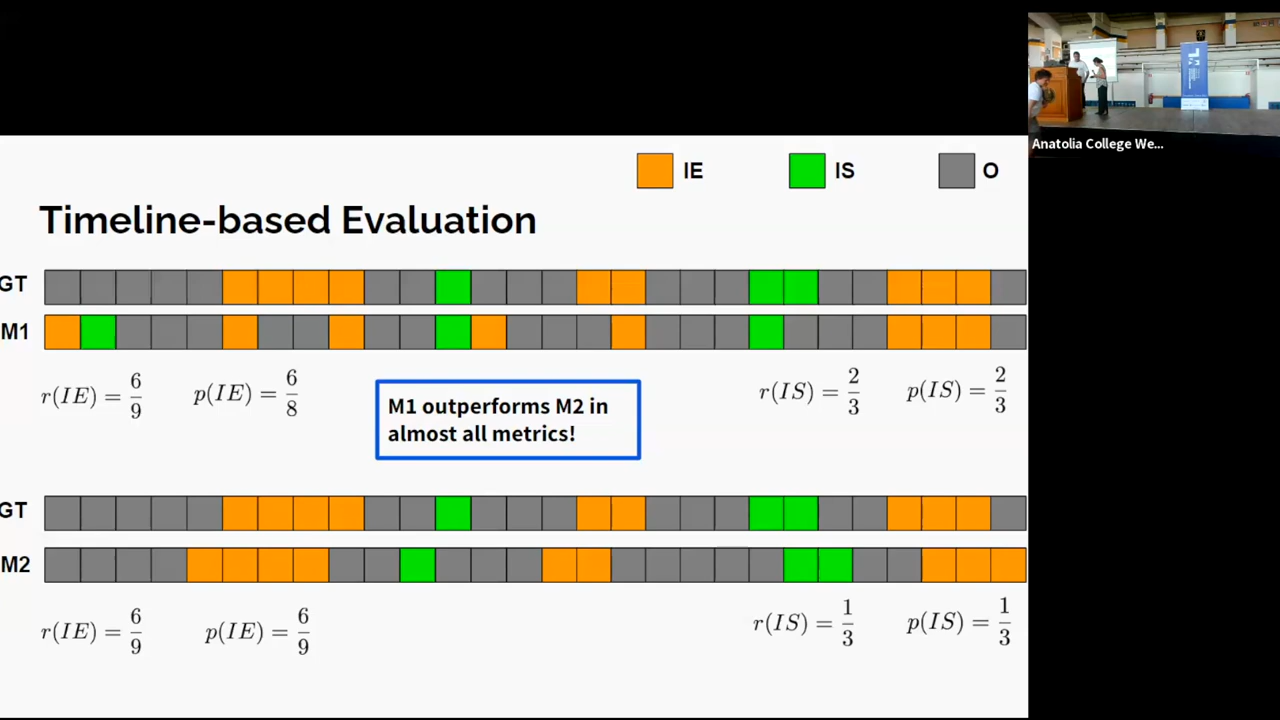 IE IS O
Timeline-based Evaluation
GT
M1
r(IE) = 6/9 p(IE) = 6/8 r(IS) = 2/3 p(IS) = 2/3
M1 outperforms M2 in
almost all metrics!
GT
M2
r(IE) = 6/9 p(IE) = 6/9 r(IS) = 1/3 p(IS) = 1/3
Anatolia College We...